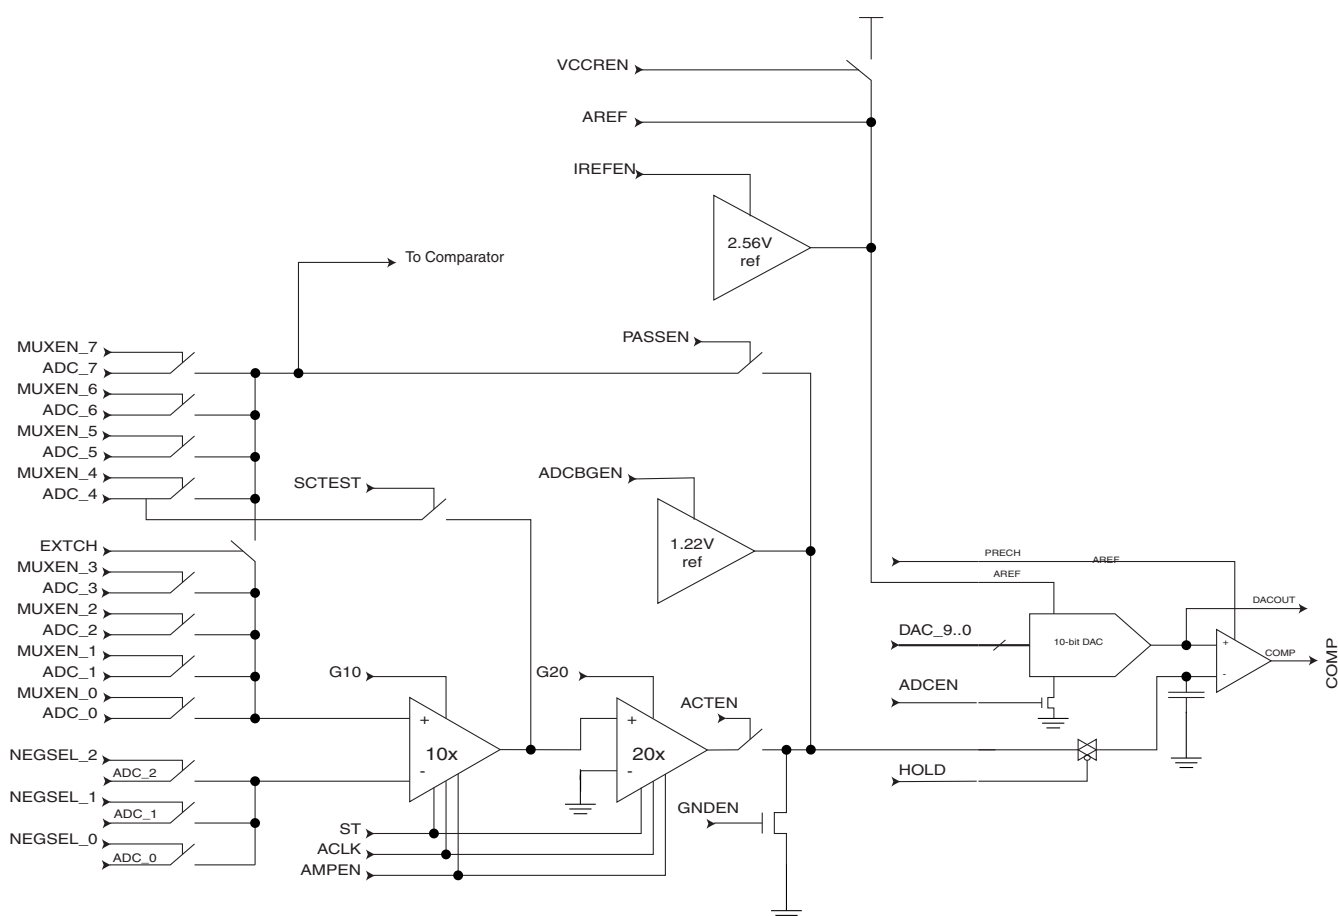 VCCREN
AREF
IREFEN
2.56V
ref
To Comparator
PASSEN
MUXEN_7
ADC_7
MUXEN_6
ADC_6
MUXEN_5
ADC_5
MUXEN_4
ADC_4
SCTEST
ADCBGEN
1.22V
ref
EXTCH
MUXEN_3
ADC_3
MUXEN_2
ADC_2
MUXEN_1
ADC_1
MUXEN_0
ADC_0
PRECH
AREF
AREF
DACOUT
DAC_9..0
10-bit DAC
+
-
COMP
COMP
ADCEN
G10
G20
ACTEN
+
10x
-
+
20x
-
NEGSEL_2
ADC_2
NEGSEL_1
ADC_1
NEGSEL_0
ADC_0
HOLD
GNDEN
ST
ACLK
AMPEN